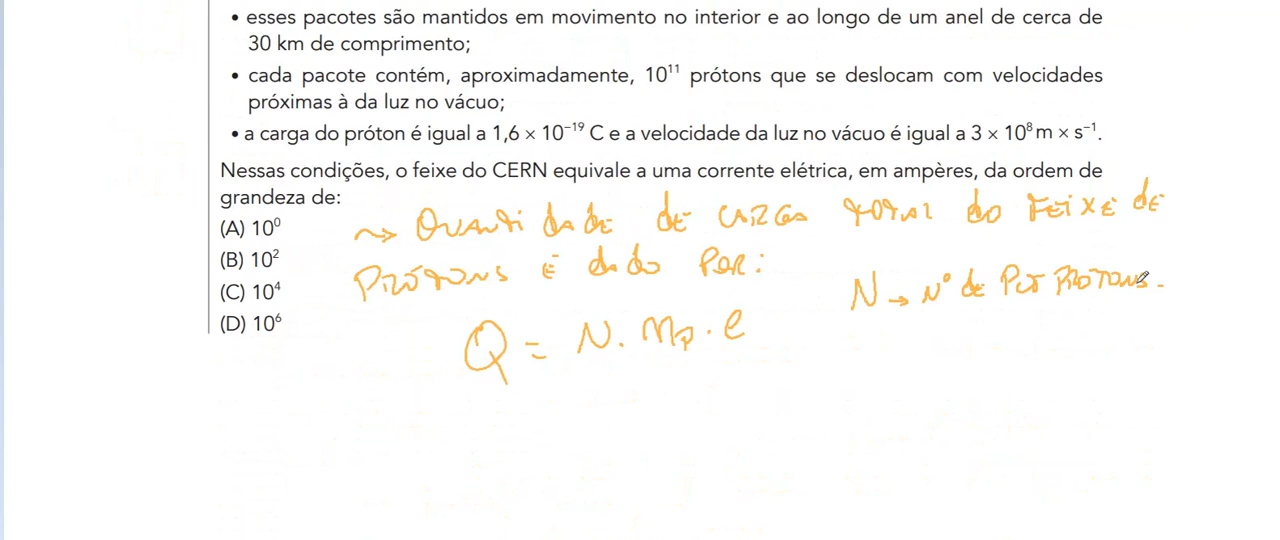 • esses pacotes são mantidos em movimento no interior e ao longo de um anel de cerca de
30 km de comprimento;
• cada pacote contém, aproximadamente, 10¹¹ prótons que se deslocam com velocidades
próximas à da luz no vácuo;
• a carga do próton é igual a 1,6 × 10⁻¹⁹ C e a velocidade da luz no vácuo é igual a 3 × 10⁸ m × s⁻¹.
Nessas condições, o feixe do CERN equivale a uma corrente elétrica, em ampères, da ordem de
grandeza de:
(A) 10⁰
(B) 10²
(C) 10⁴
(D) 10⁶
→ QUANTIDADE DE CARGA TOTAL DO FEIXE DE
PRÓTONS É DADO POR:
N → Nº DE PCT PRÓTONS.
Q = N . Mp . e